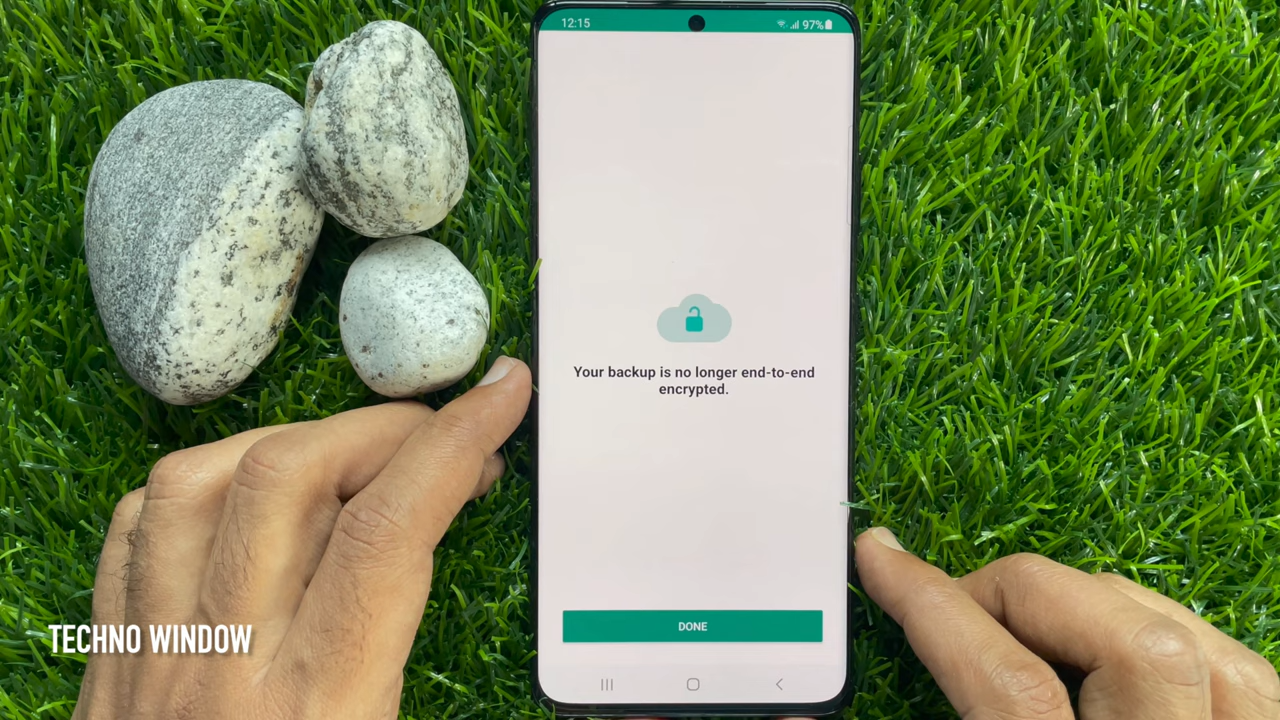 12:15
97%
Your backup is no longer end-to-end
encrypted.
DONE
TECHNO WINDOW